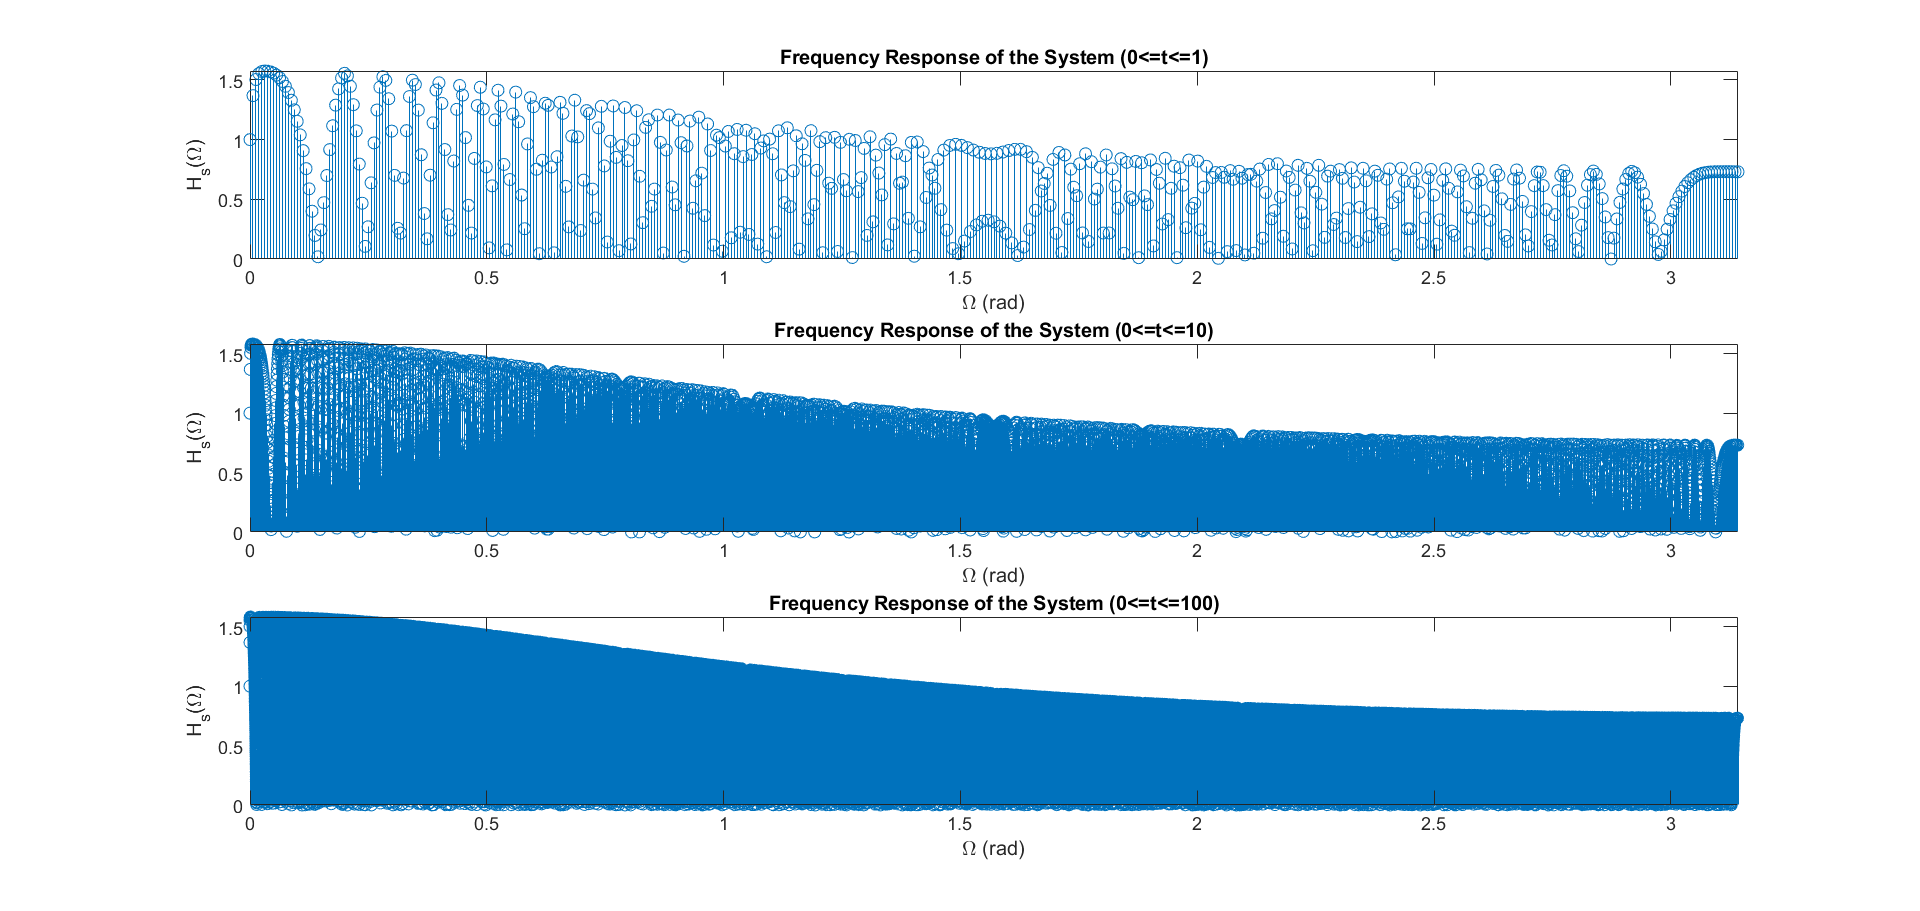 Frequency Response of the System (0<=t<=1)
1.5
1
0.5
0
H_s(Ω)
0 0.5 1 1.5 2 2.5 3
Ω (rad)
Frequency Response of the System (0<=t<=10)
1.5
1
0.5
0
H_s(Ω)
0 0.5 1 1.5 2 2.5 3
Ω (rad)
Frequency Response of the System (0<=t<=100)
1.5
1
0.5
0
H_s(Ω)
0 0.5 1 1.5 2 2.5 3
Ω (rad)